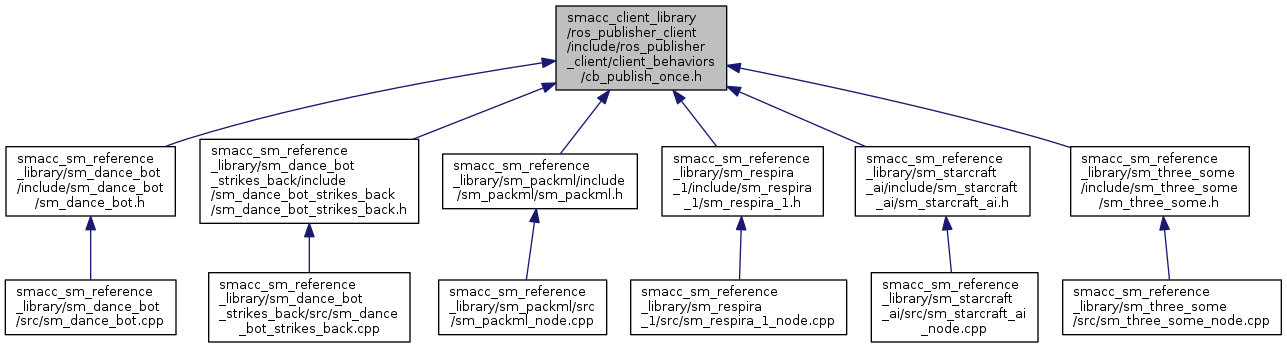 smacc_client_library
/ros_publisher_client
/include/ros_publisher
_client/client_behaviors
/cb_publish_once.h
smacc_sm_reference
_library/sm_dance_bot
/include/sm_dance_bot
/sm_dance_bot.h
smacc_sm_reference
_library/sm_dance_bot
_strikes_back/include
/sm_dance_bot_strikes_back
/sm_dance_bot_strikes_back.h
smacc_sm_reference
_library/sm_packml/include
/sm_packml/sm_packml.h
smacc_sm_reference
_library/sm_respira
_1/include/sm_respira
_1/sm_respira_1.h
smacc_sm_reference
_library/sm_starcraft
_ai/include/sm_starcraft
_ai/sm_starcraft_ai.h
smacc_sm_reference
_library/sm_three_some
/include/sm_three_some
/sm_three_some.h
smacc_sm_reference
_library/sm_dance_bot
/src/sm_dance_bot.cpp
smacc_sm_reference
_library/sm_dance_bot
_strikes_back/src/sm_dance
_bot_strikes_back.cpp
smacc_sm_reference
_library/sm_packml/src
/sm_packml_node.cpp
smacc_sm_reference
_library/sm_respira
_1/src/sm_respira_1_node.cpp
smacc_sm_reference
_library/sm_starcraft
_ai/src/sm_starcraft_ai
_node.cpp
smacc_sm_reference
_library/sm_three_some
/src/sm_three_some_node.cpp